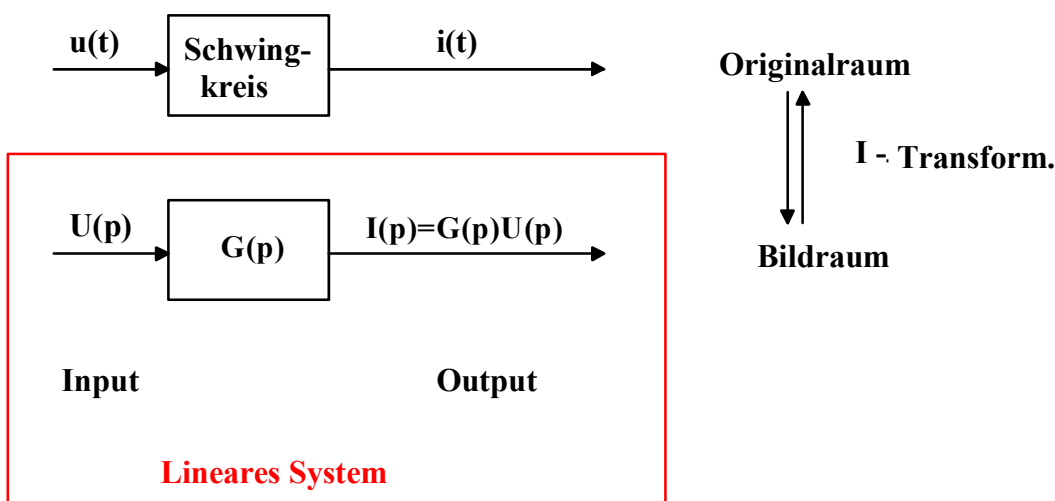 u(t)
Schwing-
kreis
i(t)
Originalraum
I - Transform.
Bildraum
U(p)
G(p)
I(p)=G(p)U(p)
Input
Output
Lineares System